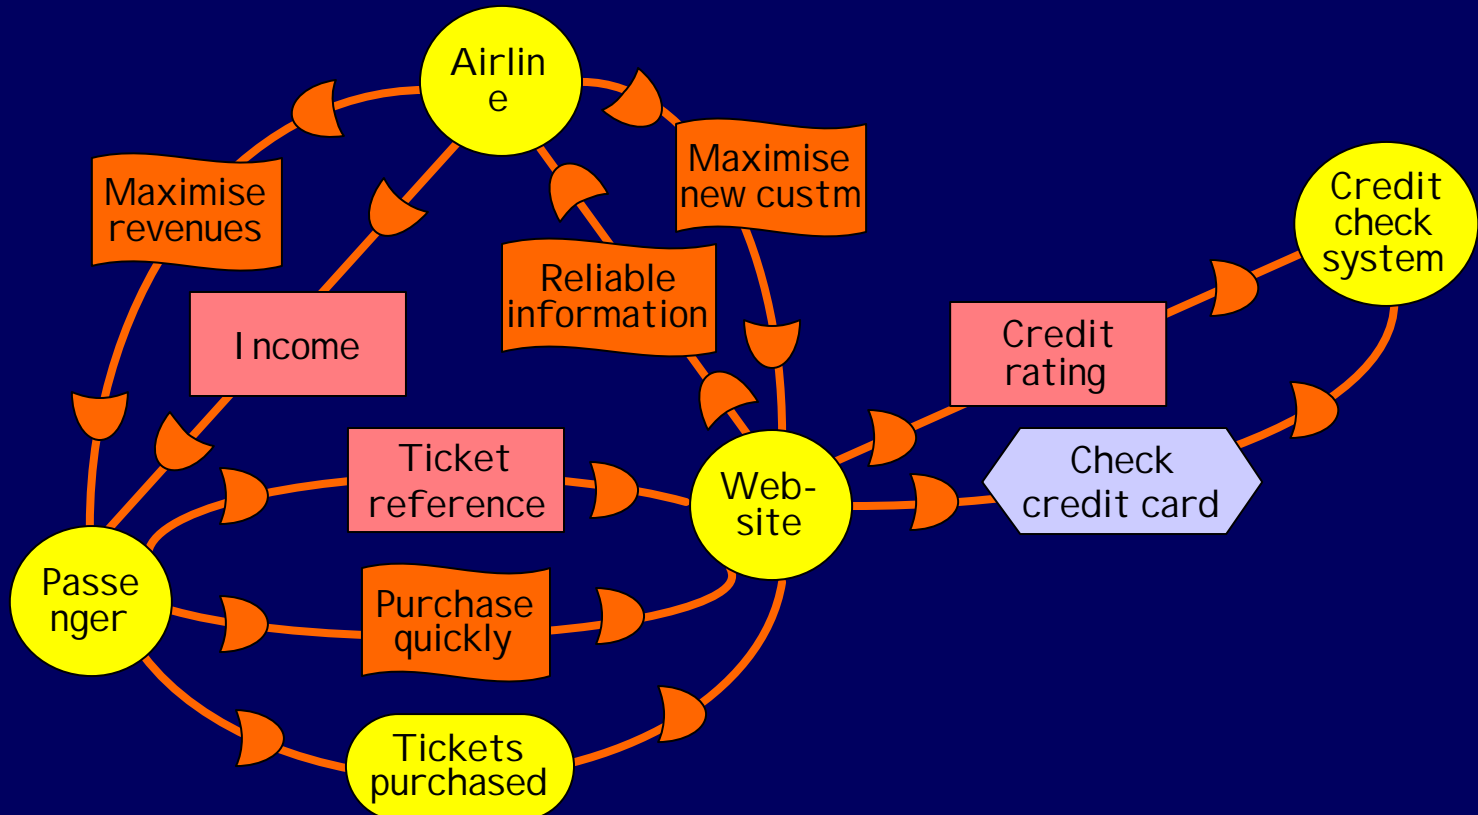 Airlin
e
Maximise
new custm
Maximise
revenues
Credit
check
system
Reliable
information
Income
Credit
rating
Ticket
reference
Check
credit card
Web-
site
Passe
nger
Purchase
quickly
Tickets
purchased